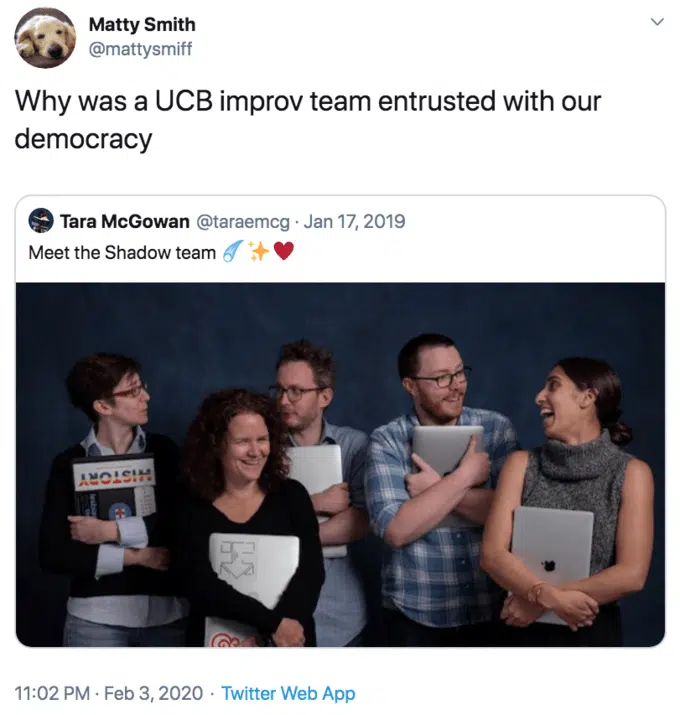 Matty Smith
@mattysmiff
Why was a UCB improv team entrusted with our
democracy
Tara McGowan @taraemcg · Jan 17, 2019
Meet the Shadow team ☄️✨♥️
HISTORY
11:02 PM · Feb 3, 2020 · Twitter Web App